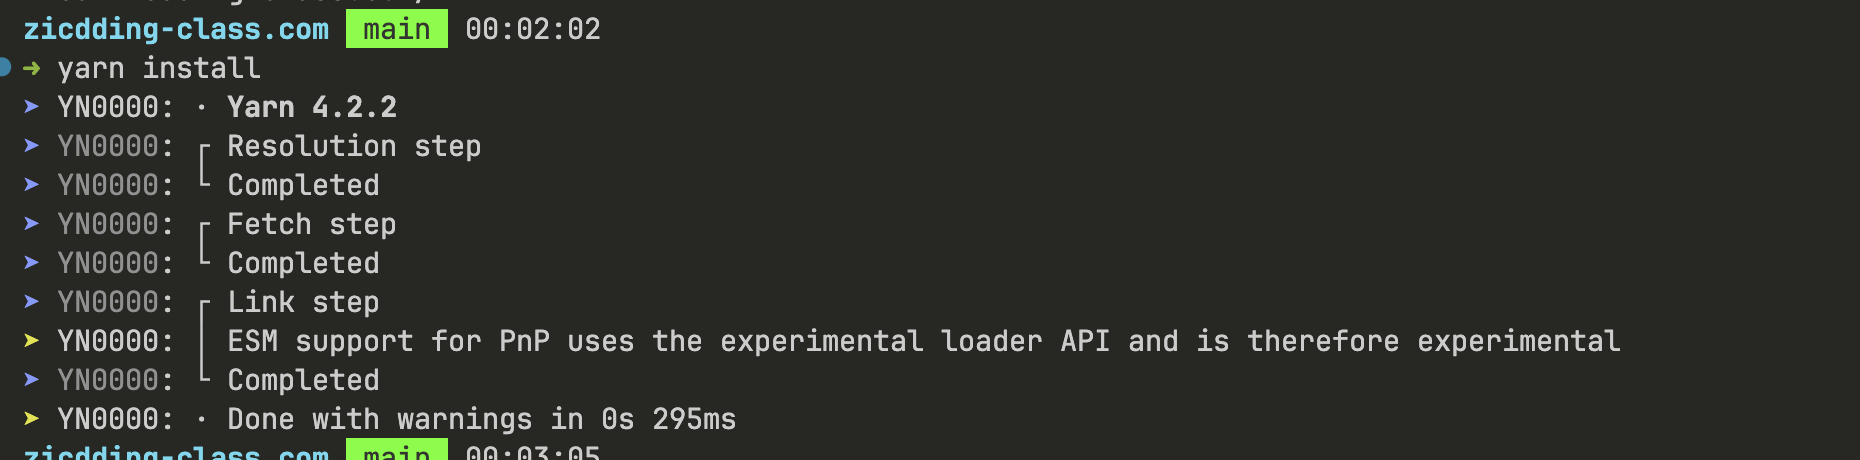 zicdding-class.com main 00:02:02
➜ yarn install
➤ YN0000: · Yarn 4.2.2
➤ YN0000: ┌ Resolution step
➤ YN0000: └ Completed
➤ YN0000: ┌ Fetch step
➤ YN0000: └ Completed
➤ YN0000: ┌ Link step
➤ YN0000: │ ESM support for PnP uses the experimental loader API and is therefore experimental
➤ YN0000: └ Completed
➤ YN0000: · Done with warnings in 0s 295ms
zicdding-class.com main 00:03:05